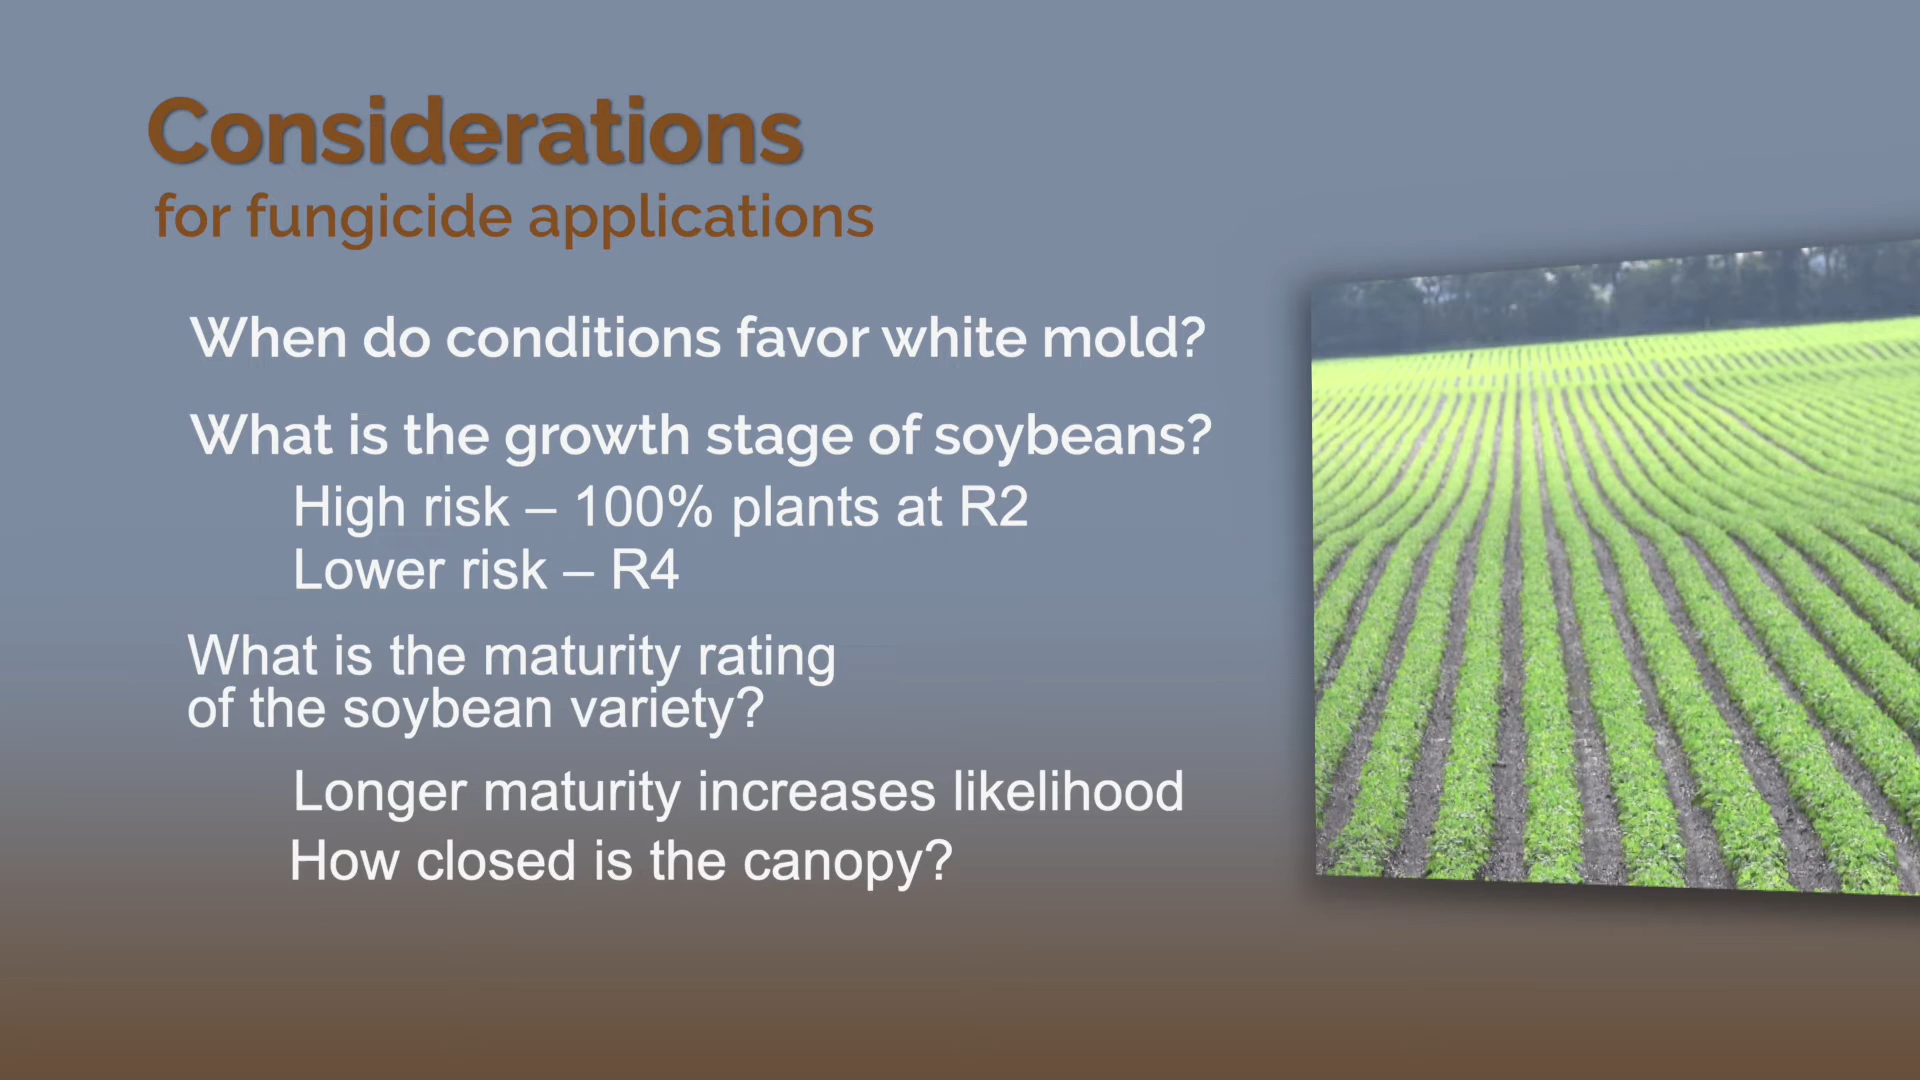 Considerations
for fungicide applications
When do conditions favor white mold?
What is the growth stage of soybeans?
High risk – 100% plants at R2
Lower risk – R4
What is the maturity rating
of the soybean variety?
Longer maturity increases likelihood
How closed is the canopy?